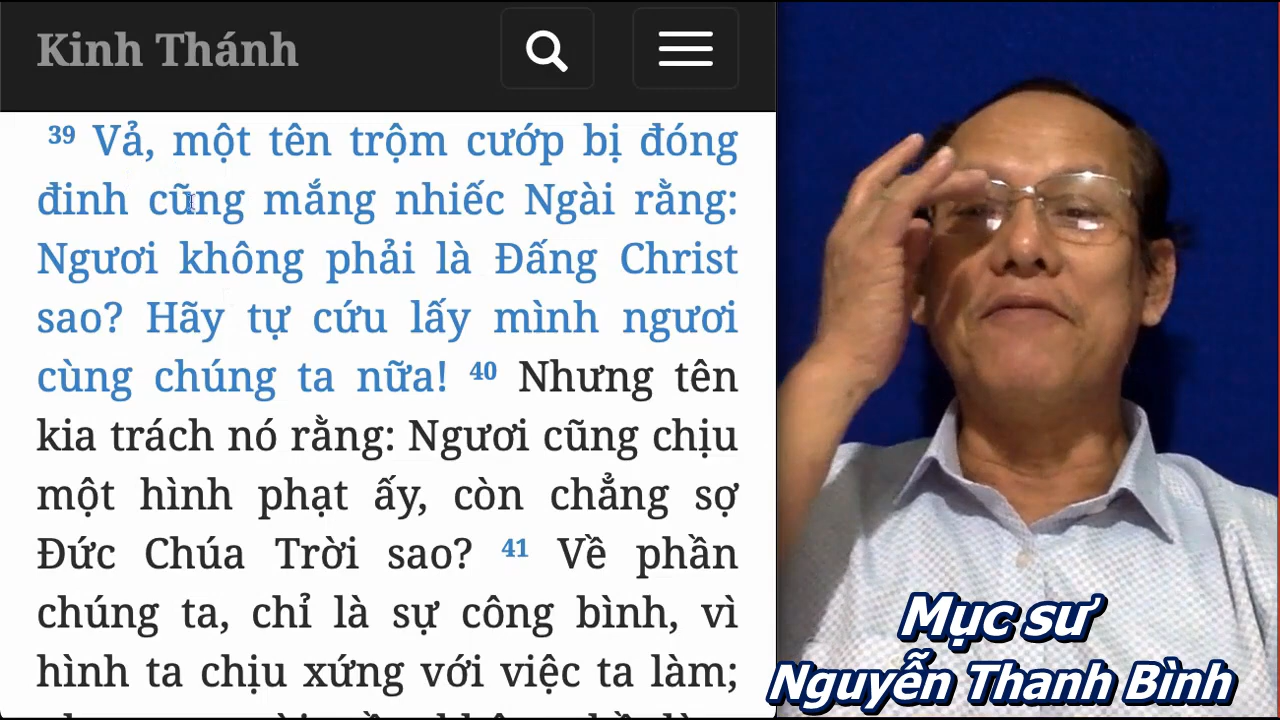 Kinh Thánh
39 Vả, một tên trộm cướp bị đóng
đinh cũng mắng nhiếc Ngài rằng:
Ngươi không phải là Đấng Christ
sao? Hãy tự cứu lấy mình ngươi
cùng chúng ta nữa! 40 Nhưng tên
kia trách nó rằng: Ngươi cũng chịu
một hình phạt ấy, còn chẳng sợ
Đức Chúa Trời sao? 41 Về phần
chúng ta, chỉ là sự công bình, vì
hình ta chịu xứng với việc ta làm;
Mục sư
Nguyễn Thanh Bình